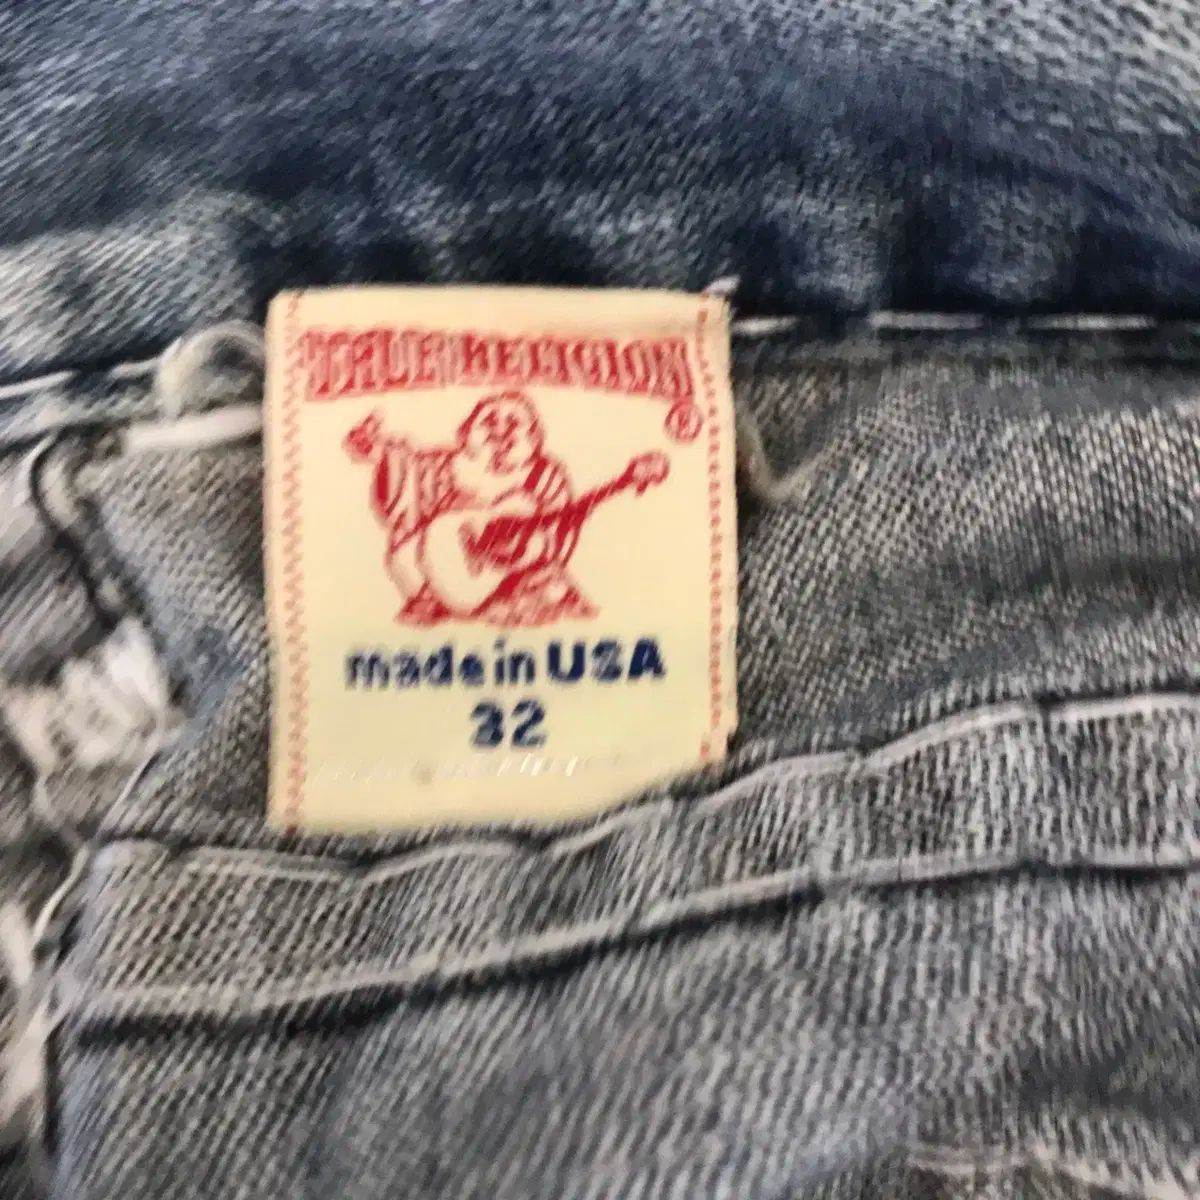 TRUE RELIGION
®
made in USA
32